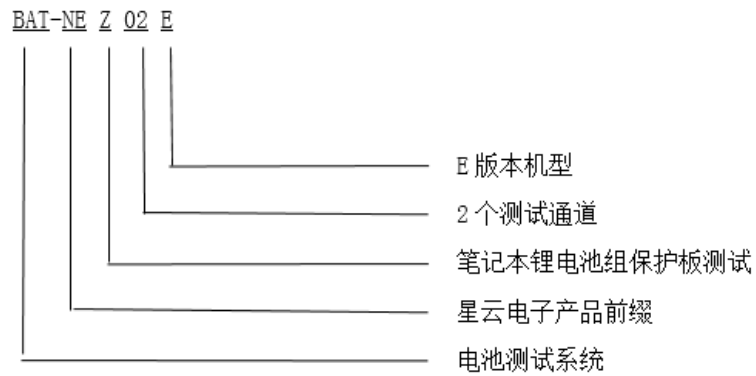 BAT-NE Z 02 E
E版本机型
2个测试通道
笔记本锂电池组保护板测试
星云电子产品前缀
电池测试系统